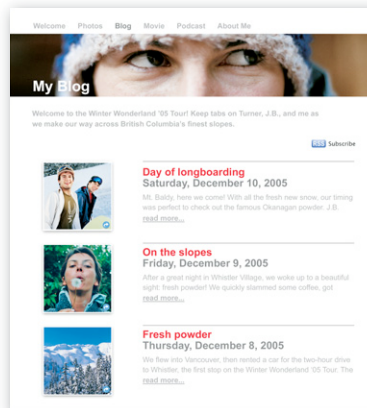 Welcome Photos Blog Movie Podcast About Me
My Blog
Welcome to the Winter Wonderland '05 Tour! Keep tabs on Turner, J.B., and me as
we make our way across British Columbia's finest slopes.
RSS Subscribe
Day of longboarding
Saturday, December 10, 2005
Mt. Baldy, here we come! With all the fresh new snow, our timing
was perfect to check out the famous Okanagan powder. J.B.
read more...
On the slopes
Friday, December 9, 2005
After a great night in Whistler Village, we woke up to a beautiful
sight: fresh powder! We quickly slammed some coffee, got
read more...
Fresh powder
Thursday, December 8, 2005
We flew into Vancouver, then rented a car for the two-hour drive
to Whistler, the first stop on the Winter Wonderland '05 Tour. The
read more...